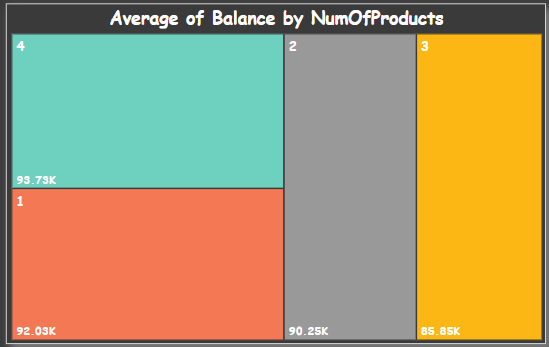 Average of Balance by NumOfProducts
4
93.73K
1
92.03K
2
90.25K
3
85.85K